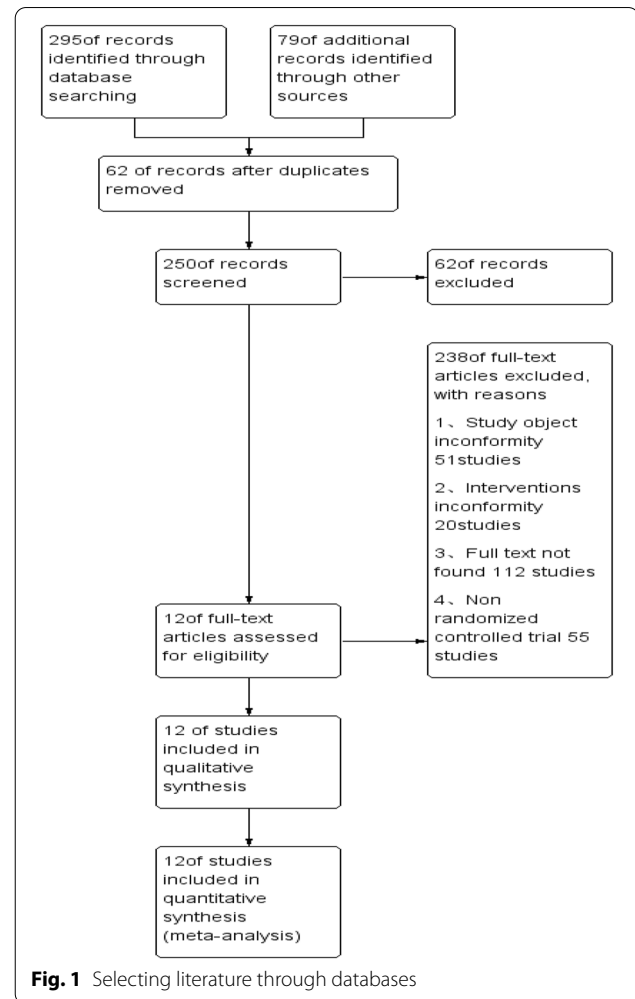 295of records
identified through
database
searching
79of additional
records identified
through other
sources
62 of records after duplicates
removed
250of records
screened
62of records
excluded
238of full-text
articles excluded,
with reasons
1、Study object
inconformity
51studies
2、Interventions
inconformity
20studies
3、Full text not
found 112 studies
4、Non
randomized
controlled trial 55
studies
12of full-text
articles assessed
for eligibility
12 of studies
included in
qualitative
synthesis
12of studies
included in
quantitative
synthesis
(meta-analysis)
Fig. 1 Selecting literature through databases